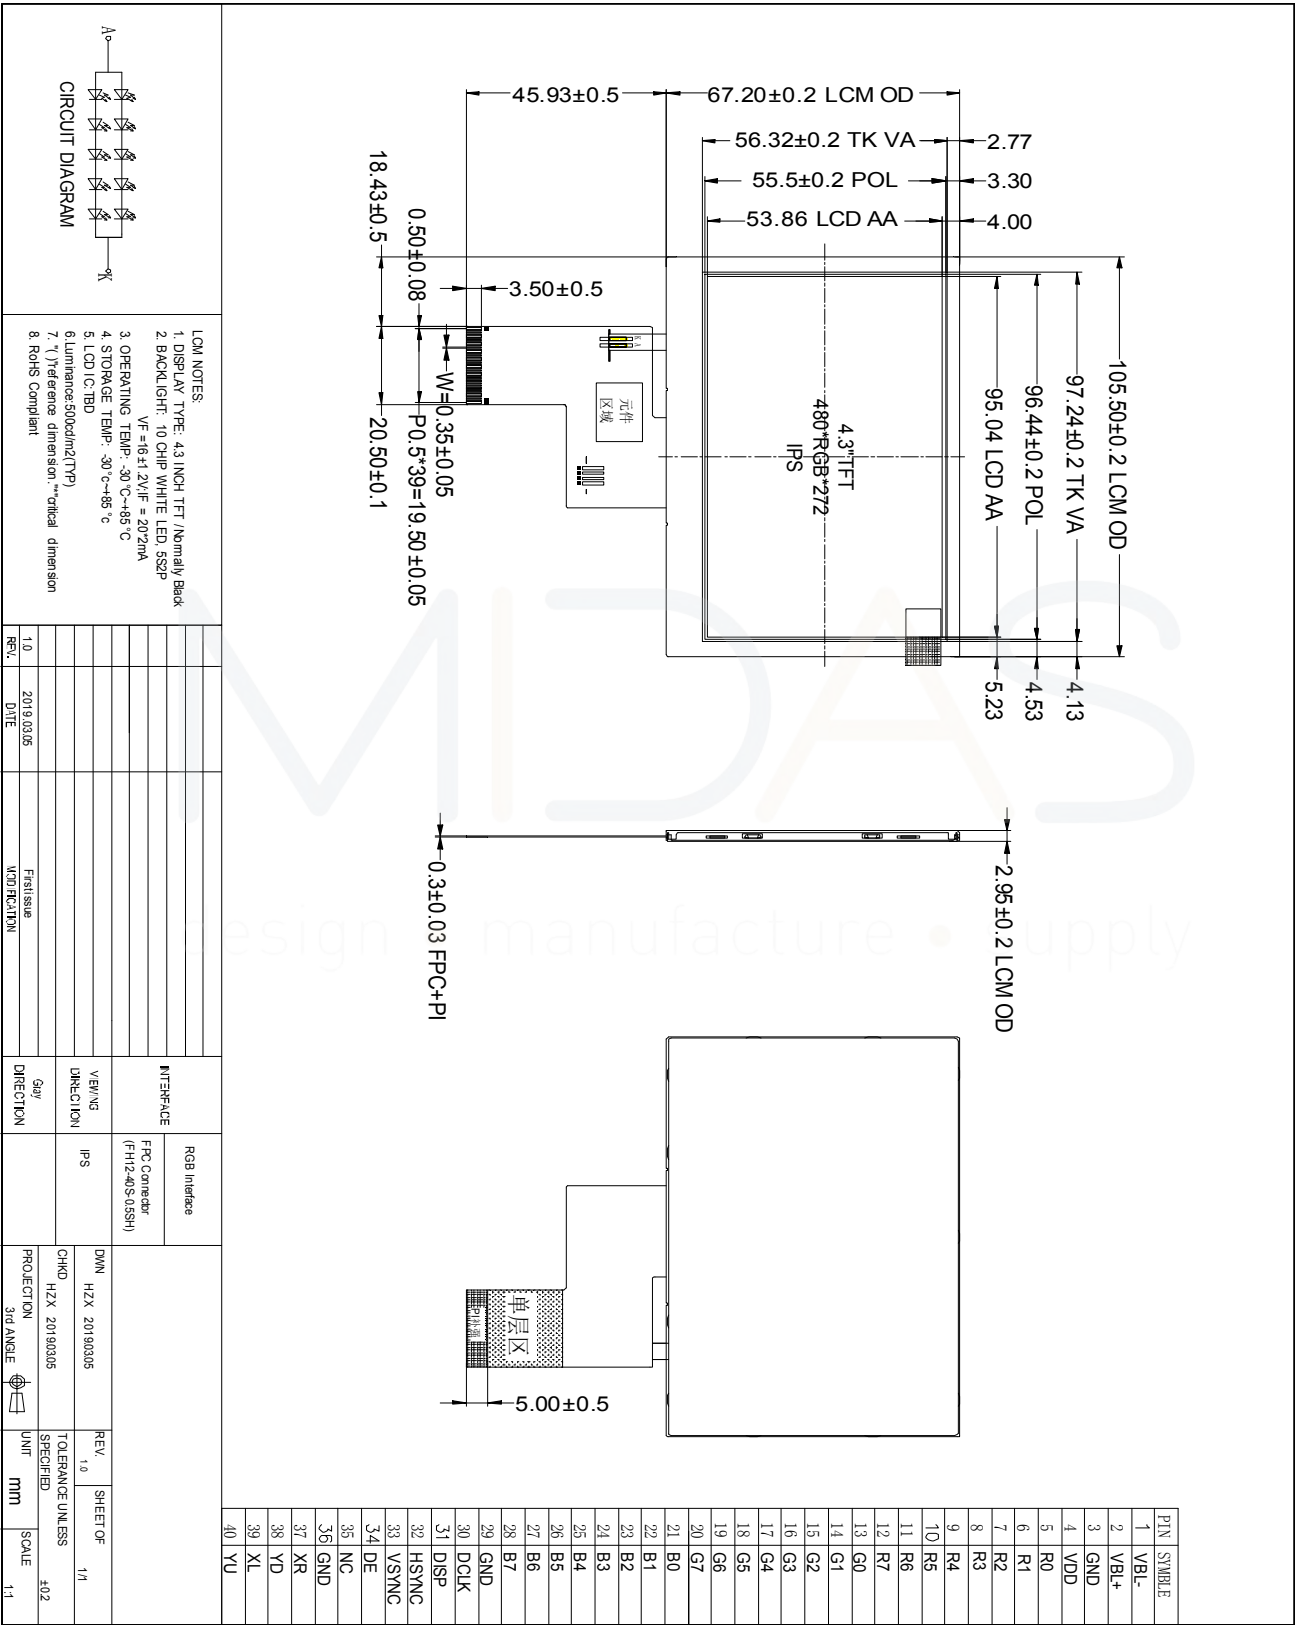 45.93±0.5
67.20±0.2 LCM OD
56.32±0.2 TK VA
2.77
55.5±0.2 POL
3.30
53.86 LCD AA
4.00
105.50±0.2 LCM OD
97.24±0.2 TK VA
96.44±0.2 POL
95.04 LCD AA
4.13
4.53
5.23
18.43±0.5
0.50±0.08
3.50±0.5
W=0.35±0.05
P0.5*39=19.50±0.05
20.50±0.1
K A
元件
区域
4.3"TFT
480*RGB*272
IPS
2.95±0.2 LCM OD
0.3±0.03 FPC+PI
单层区
PI补强
5.00±0.5
MIDAS
design • manufacture • supply
PIN SYMBLE
1 VBL-
2 VBL+
3 GND
4 VDD
5 R0
6 R1
7 R2
8 R3
9 R4
10 R5
11 R6
12 R7
13 G0
14 G1
15 G2
16 G3
17 G4
18 G5
19 G6
20 G7
21 B0
22 B1
23 B2
24 B3
25 B4
26 B5
27 B6
28 B7
29 GND
30 DCLK
31 DISP
32 HSYNC
33 VSYNC
34 DE
35 NC
36 GND
37 XR
38 YD
39 XL
40 YU
A
K
CIRCUIT DIAGRAM
LCM NOTES:
1. DISPLAY TYPE: 4.3 INCH TFT /Normally Black
2. BACKLIGHT: 10 CHIP WHITE LED, 5S2P
VF =16±1.2V,IF = 20*2mA
3. OPERATING TEMP: -30°C~+85°C
4. STORAGE TEMP: -30°c~+85°c
5. LCD IC:TBD
6.Luminance:500cd/m2(TYP)
7. "( )"reference dimension."*"critical dimension
8. RoHS Compliant
1.0 2019.03.05 First issue
REV. DATE MODIFICATION
INTERFACE
RGB Interface
FPC Connector
(FH12-40S-0.5SH)
VIEWING
DIRECTION
IPS
Gray
DIRECTION
DWN HZX 20190305
CHKD
HZX 20190305
PROJECTION
3rd ANGLE
REV. 1.0
SHEET OF 1/1
TOLERANCE UNLESS
SPECIFIED ±0.2
UNIT mm
SCALE 1:1